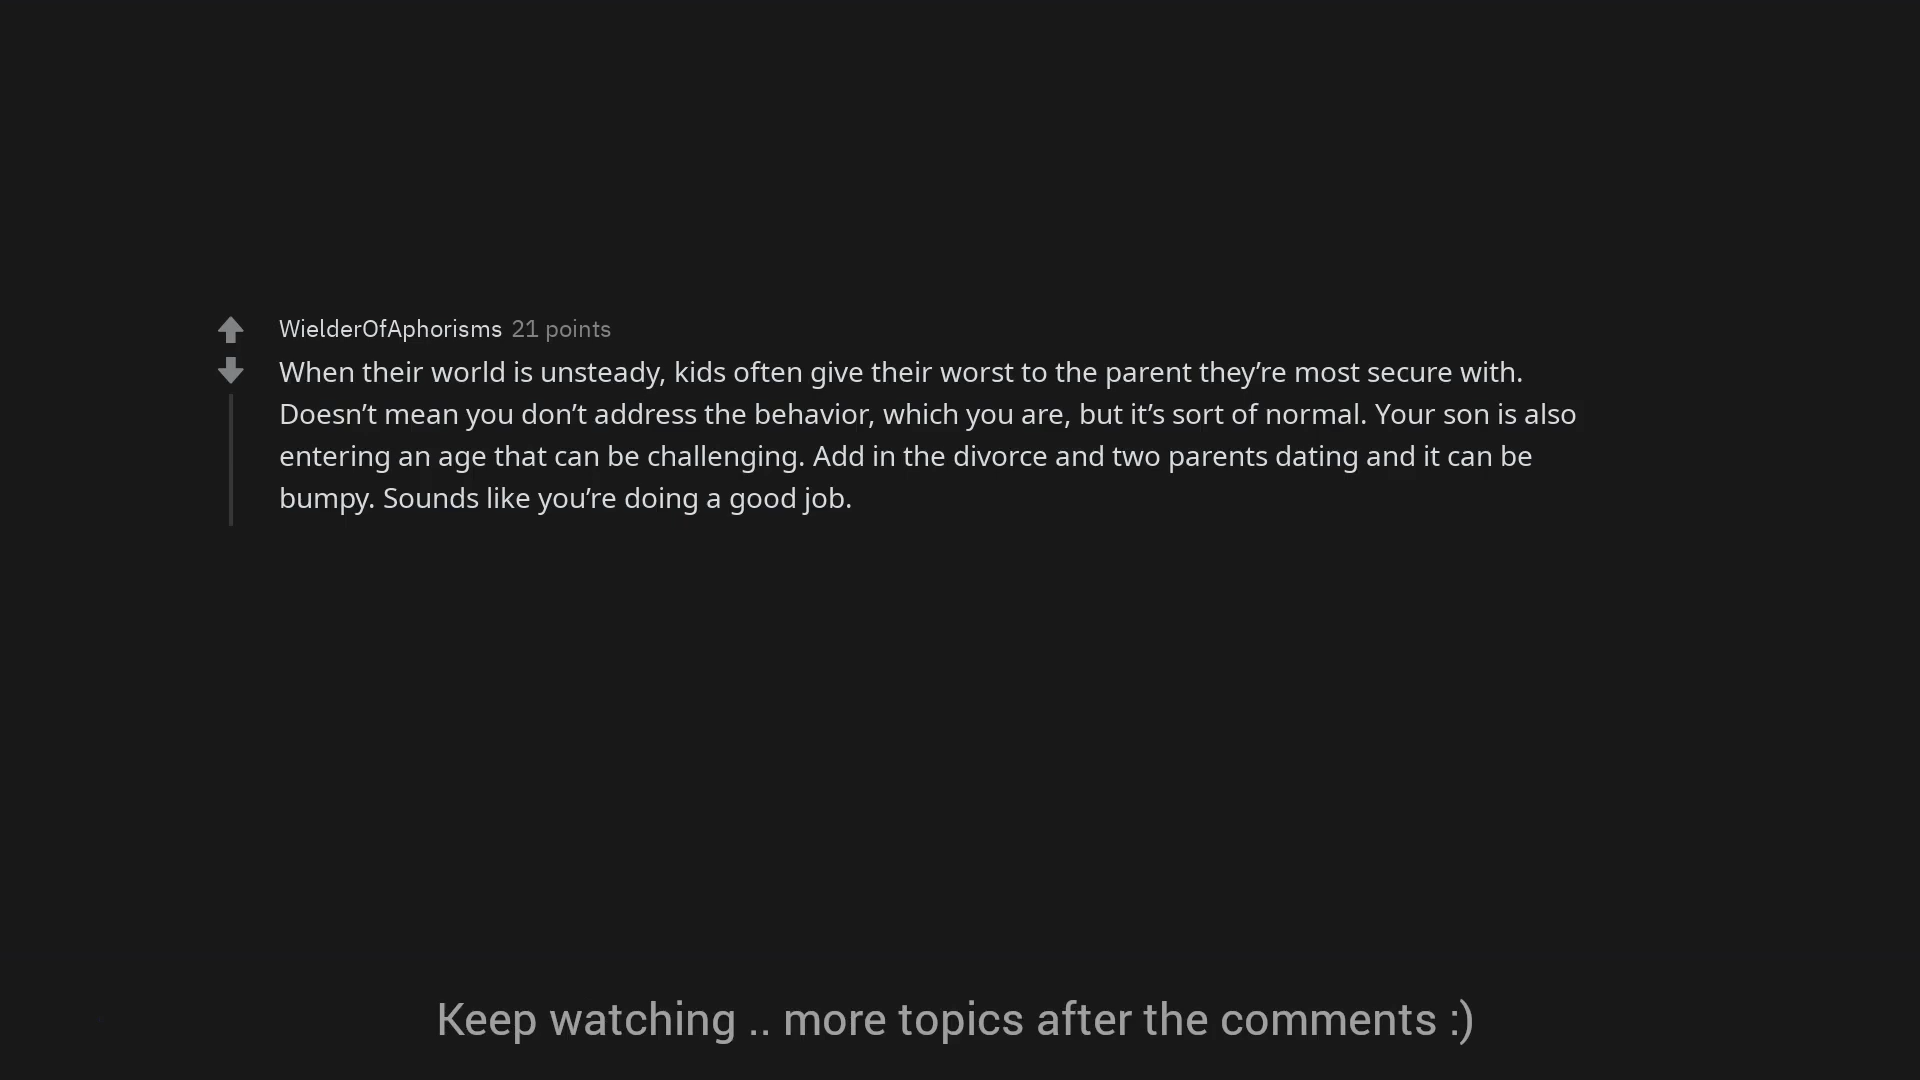 WielderOfAphorisms 21 points
When their world is unsteady, kids often give their worst to the parent they’re most secure with.
Doesn’t mean you don’t address the behavior, which you are, but it’s sort of normal. Your son is also
entering an age that can be challenging. Add in the divorce and two parents dating and it can be
bumpy. Sounds like you’re doing a good job.
Keep watching .. more topics after the comments :)